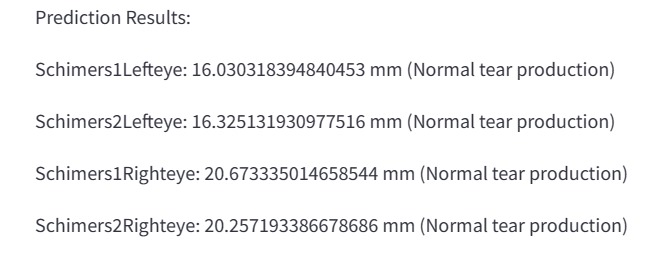 Prediction Results:
Schimers1Lefteye: 16.030318394840453 mm (Normal tear production)
Schimers2Lefteye: 16.325131930977516 mm (Normal tear production)
Schimers1Righteye: 20.673335014658544 mm (Normal tear production)
Schimers2Righteye: 20.257193386678686 mm (Normal tear production)